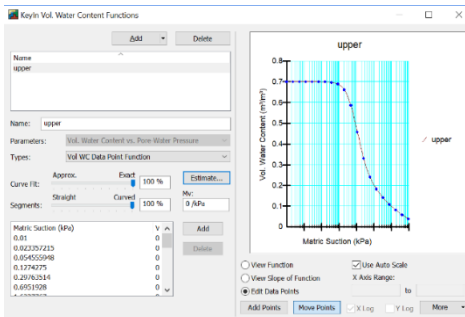 KeyIn Vol. Water Content Functions
Add
Delete
Name
upper
Name: upper
Parameters: Vol. Water Content vs. Pore-Water Pressure
Types: Vol WC Data Point Function
Approx. Exact
Curve Fit: 100 %
Estimate...
Straight Curved
Mv:
Segments: 100 %
0 /kPa
Matric Suction (kPa) V
0.01 0
0.023357215 0
0.054555948 0
0.1274275 0
0.29763514 0
0.6951928 0
Add
Delete
upper
Vol. Water Content (m³/m³)
0.8
0.7
0.6
0.5
0.4
0.3
0.2
0.1
0
Matric Suction (kPa)
upper
View Function
Use Auto Scale
View Slope of Function
X Axis Range:
Edit Data Points
to
Add Points
Move Points
X Log
Y Log
More